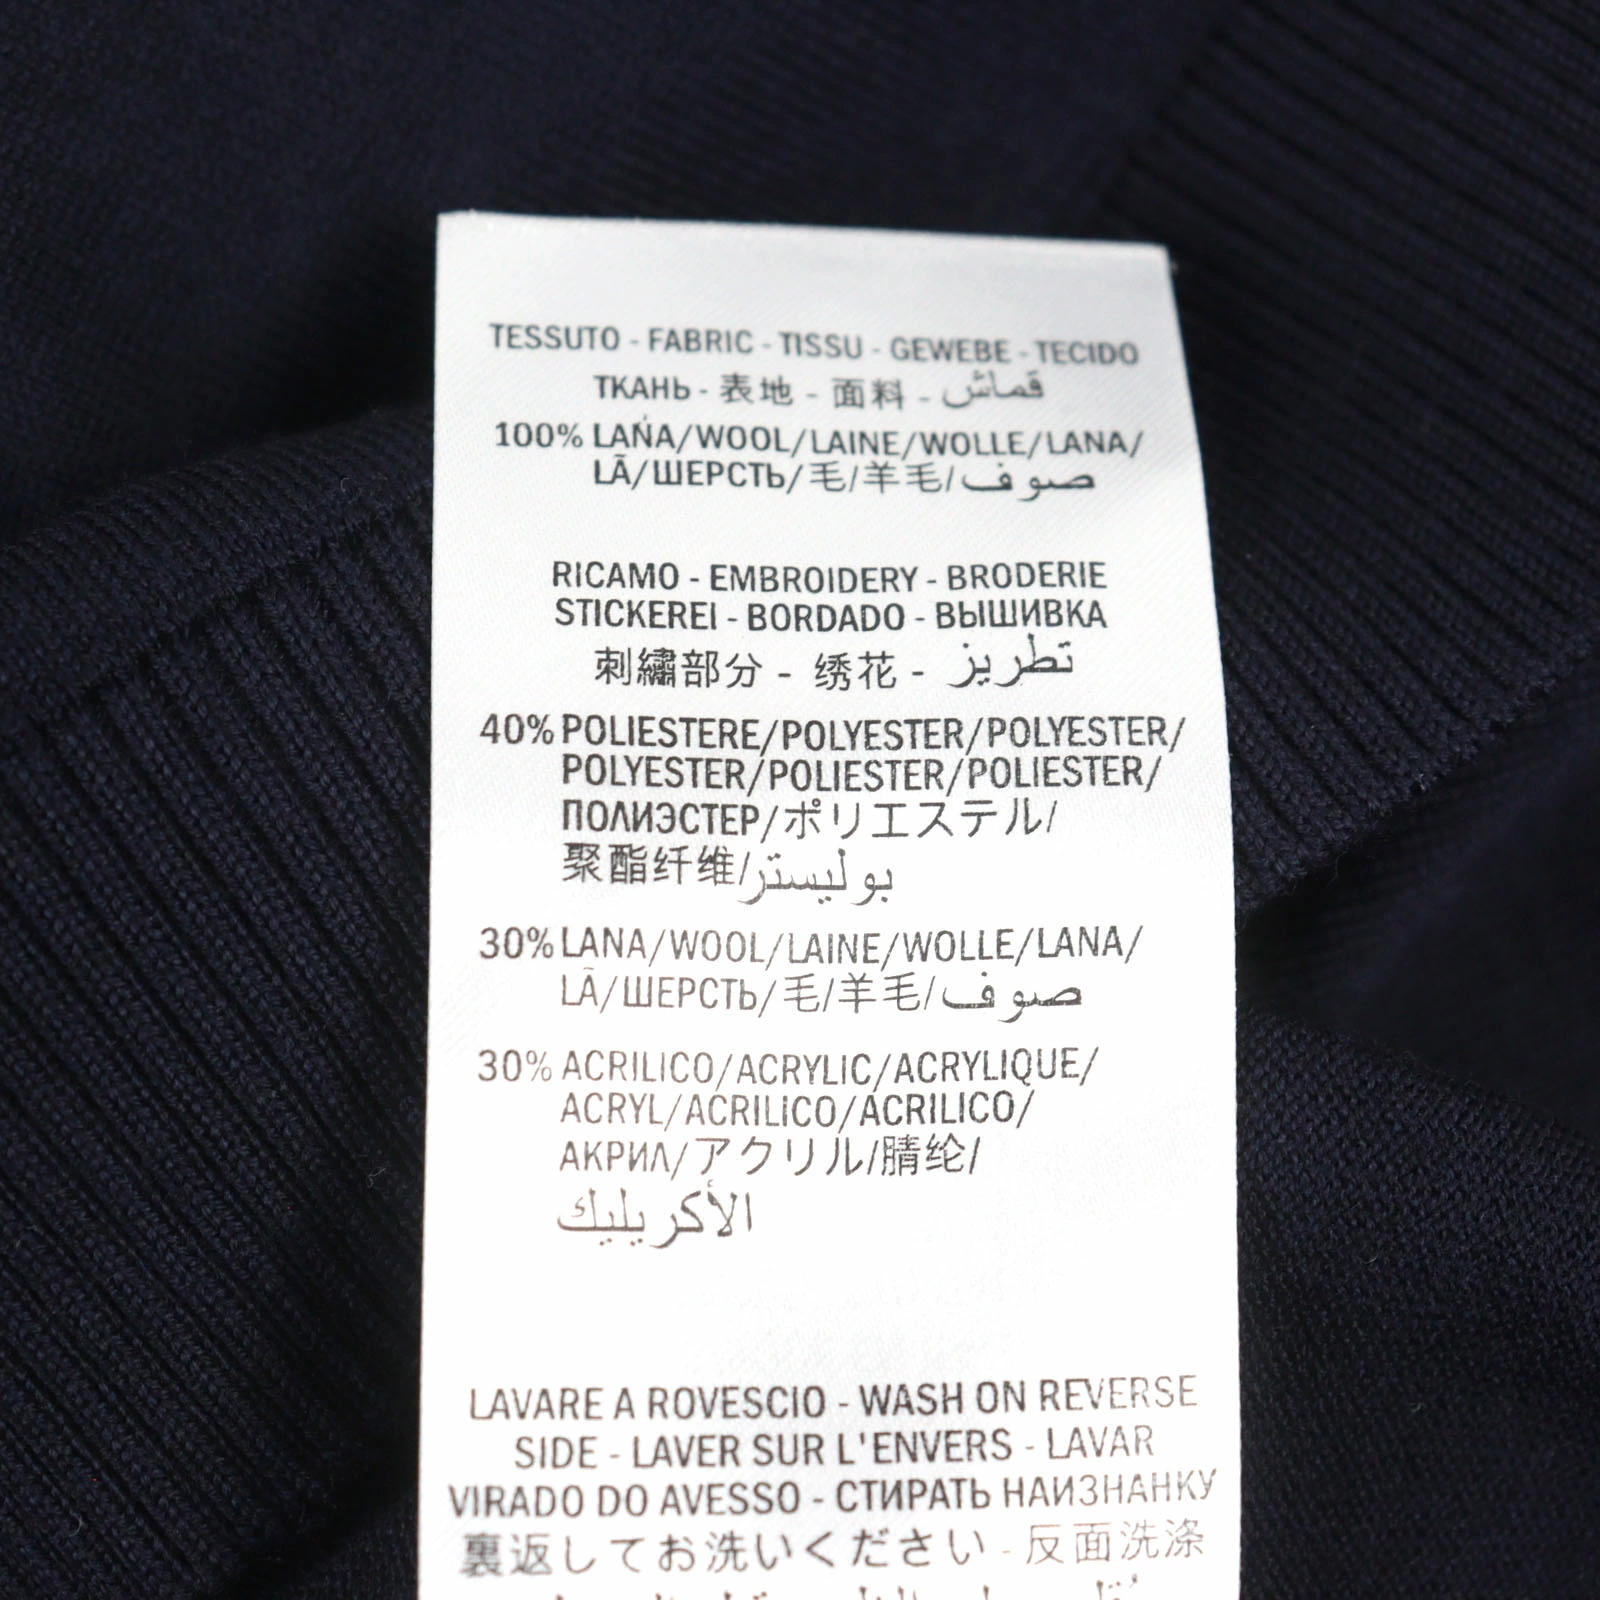 TESSUTO - FABRIC - TISSU - GEWEBE - TECIDO
ТКАНЬ - 表地 - 面料 - قماش
100% LANA/WOOL/LAINE/WOLLE/LANA/
LÃ/ШЕРСТЬ/毛/羊毛/صوف
RICAMO - EMBROIDERY - BRODERIE
STICKEREI - BORDADO - ВЫШИВКА
刺繍部分 - 绣花 - تطريز
40% POLIESTERE/POLYESTER/POLYESTER/
POLYESTER/POLIESTER/POLIESTER/
ПОЛИЭСТЕР/ポリエステル/
聚酯纤维/بوليستر
30% LANA/WOOL/LAINE/WOLLE/LANA/
LÃ/ШЕРСТЬ/毛/羊毛/صوف
30% ACRILICO/ACRYLIC/ACRYLIQUE/
ACRYL/ACRILICO/ACRILICO/
АКРИЛ/アクリル/腈纶/
الأكريليك
LAVARE A ROVESCIO - WASH ON REVERSE
SIDE - LAVER SUR L'ENVERS - LAVAR
VIRADO DO AVESSO - СТИРАТЬ НАИЗНАНКУ
裏返してお洗いください - 反面洗涤